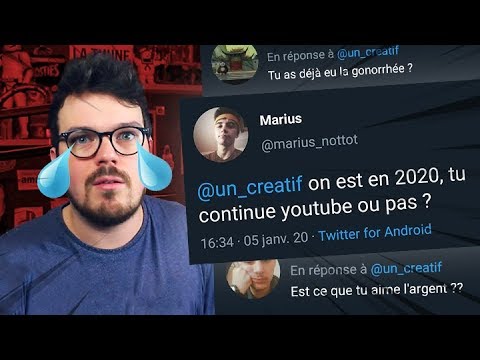 LA THUNE
En réponse à @un_creatif
Tu as déjà eu la gonorrhée ?
Marius
@marius_nottot
@un_creatif on est en 2020, tu
continue youtube ou pas ?
16:34 · 05 janv. 20 · Twitter for Android
En réponse à @un_creatif
Est ce que tu aime l'argent ??